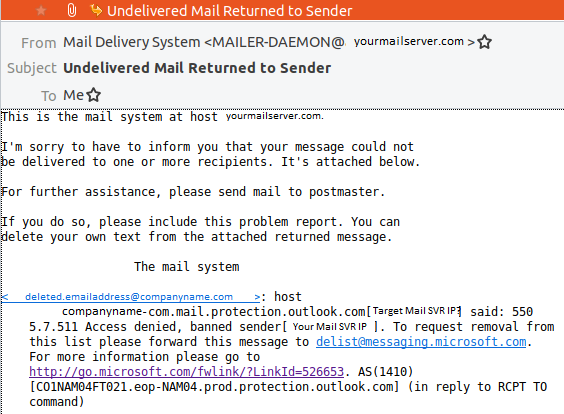 Undelivered Mail Returned to Sender
From Mail Delivery System <MAILER-DAEMON@ yourmailserver.com >
Subject Undelivered Mail Returned to Sender
To Me
This is the mail system at host yourmailserver.com.
I'm sorry to have to inform you that your message could not
be delivered to one or more recipients. It's attached below.
For further assistance, please send mail to postmaster.
If you do so, please include this problem report. You can
delete your own text from the attached returned message.
The mail system
< deleted.emailaddress@companyname.com >: host
companyname-com.mail.protection.outlook.com[Target Mail SVR IP] said: 550
5.7.511 Access denied, banned sender[ Your Mail SVR IP ]. To request removal from
this list please forward this message to delist@messaging.microsoft.com.
For more information please go to
http://go.microsoft.com/fwlink/?LinkId=526653. AS(1410)
[CO1NAM04FT021.eop-NAM04.prod.protection.outlook.com] (in reply to RCPT TO
command)